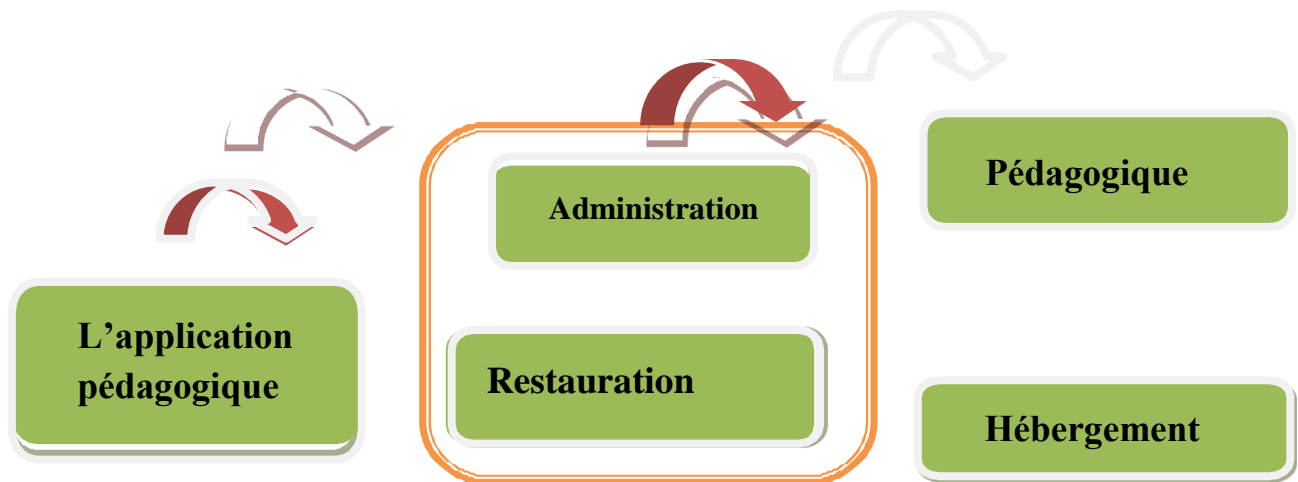 Pédagogique
Administration
L’application
pédagogique
Restauration
Hébergement